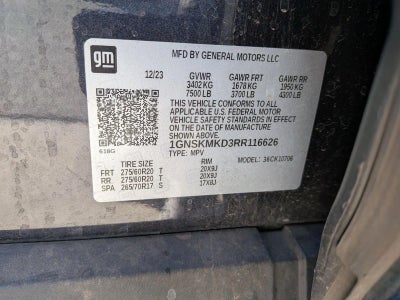 gm
MFD BY GENERAL MOTORS LLC
12/23 GVWR GAWR FRT GAWR RR
3402 KG 1678 KG 1950 KG
7500 LB 3700 LB 4300 LB
THIS VEHICLE CONFORMS TO ALL
APPLICABLE U.S. FEDERAL MOTOR
VEHICLE SAFETY STANDARDS IN
EFFECT ON THE DATE OF
MANUFACTURE SHOWN ABOVE.
1GNSKMKD3RR116626
TYPE: MPV 36CK10706
619G
TIRE SIZE RIM
FRT 275/60R20 T 20X9J
RR 275/60R20 T 20X9J
SPA 265/70R17 S 17X8J